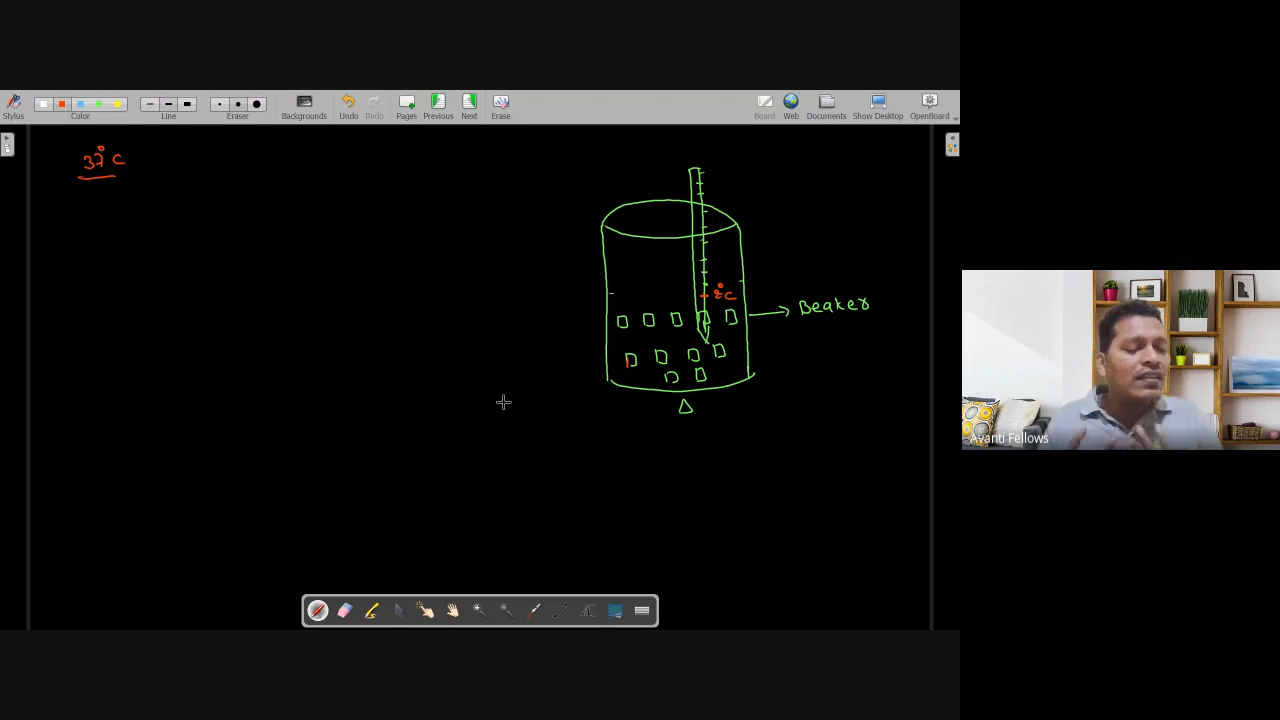 Stylus
Color
Line
Eraser
Backgrounds
Undo
Redo
Pages
Previous
Next
Erase
Board
Web
Documents
Show Desktop
OpenBoard
37°C
Beaker
Δ
Avanti Fellows